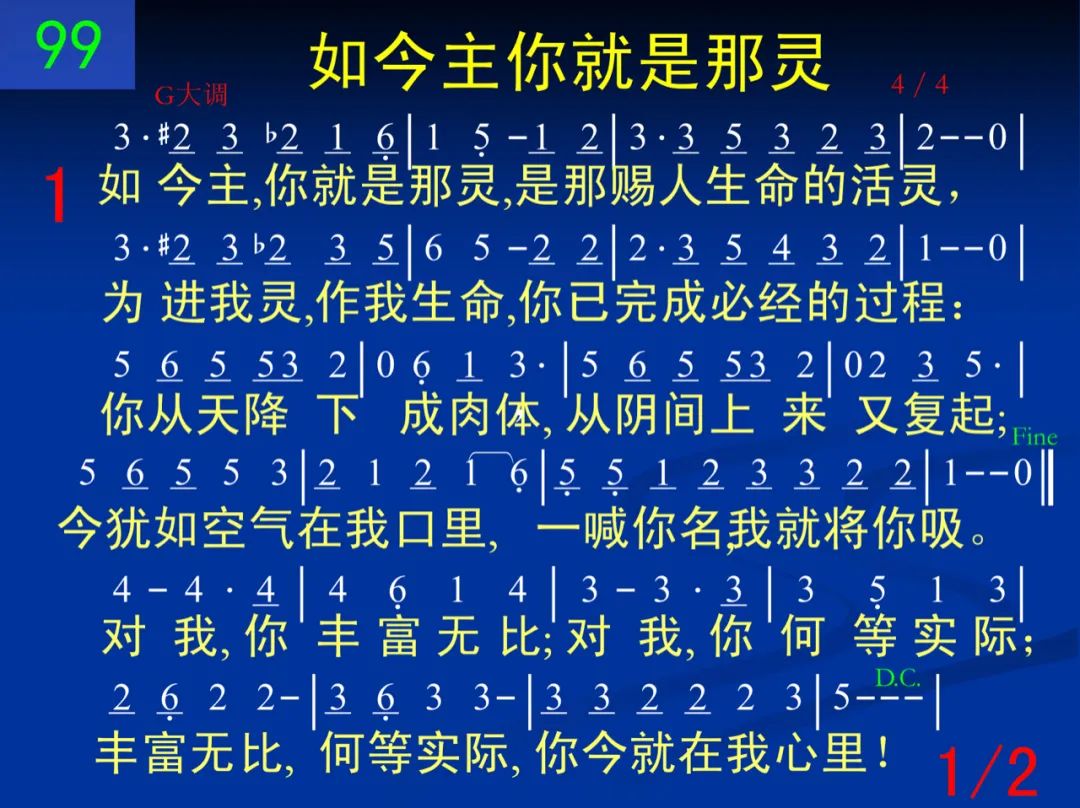 99
如今主你就是那灵
G大调
4 / 4
3·#2 3 ♭2 1 6̣|1 5̣ -1 2|3·3 5 3 2 3|2--0|
1
如 今主,你就是那灵,是那赐人生命的活灵，
3·#2 3 ♭2 3 5|6 5 -2 2|2·3 5 4 3 2|1--0|
为 进我灵,作我生命,你已完成必经的过程：
5 6 5 53 2|0 6̣ 1 3·|5 6 5 53 2|02 3 5·|
你从天降 下 成肉体, 从阴间上 来 又复起;
Fine
5 6 5 5 3|2 1 2 1 6̣|5̣ 5̣ 1 2 3 3 2 2|1--0‖
今犹如空气在我口里, 一喊你名,我就将你吸。
4 - 4 · 4|4 6̣ 1 4|3 - 3 · 3|3 5̣ 1 3|
对 我, 你 丰 富 无 比; 对 我, 你 何 等 实 际；
D.C.
2 6̣ 2 2-|3 6̣ 3 3-|3 3 2 2 2 3|5---|
丰富无比, 何等实际, 你今就在我心里！
1/2